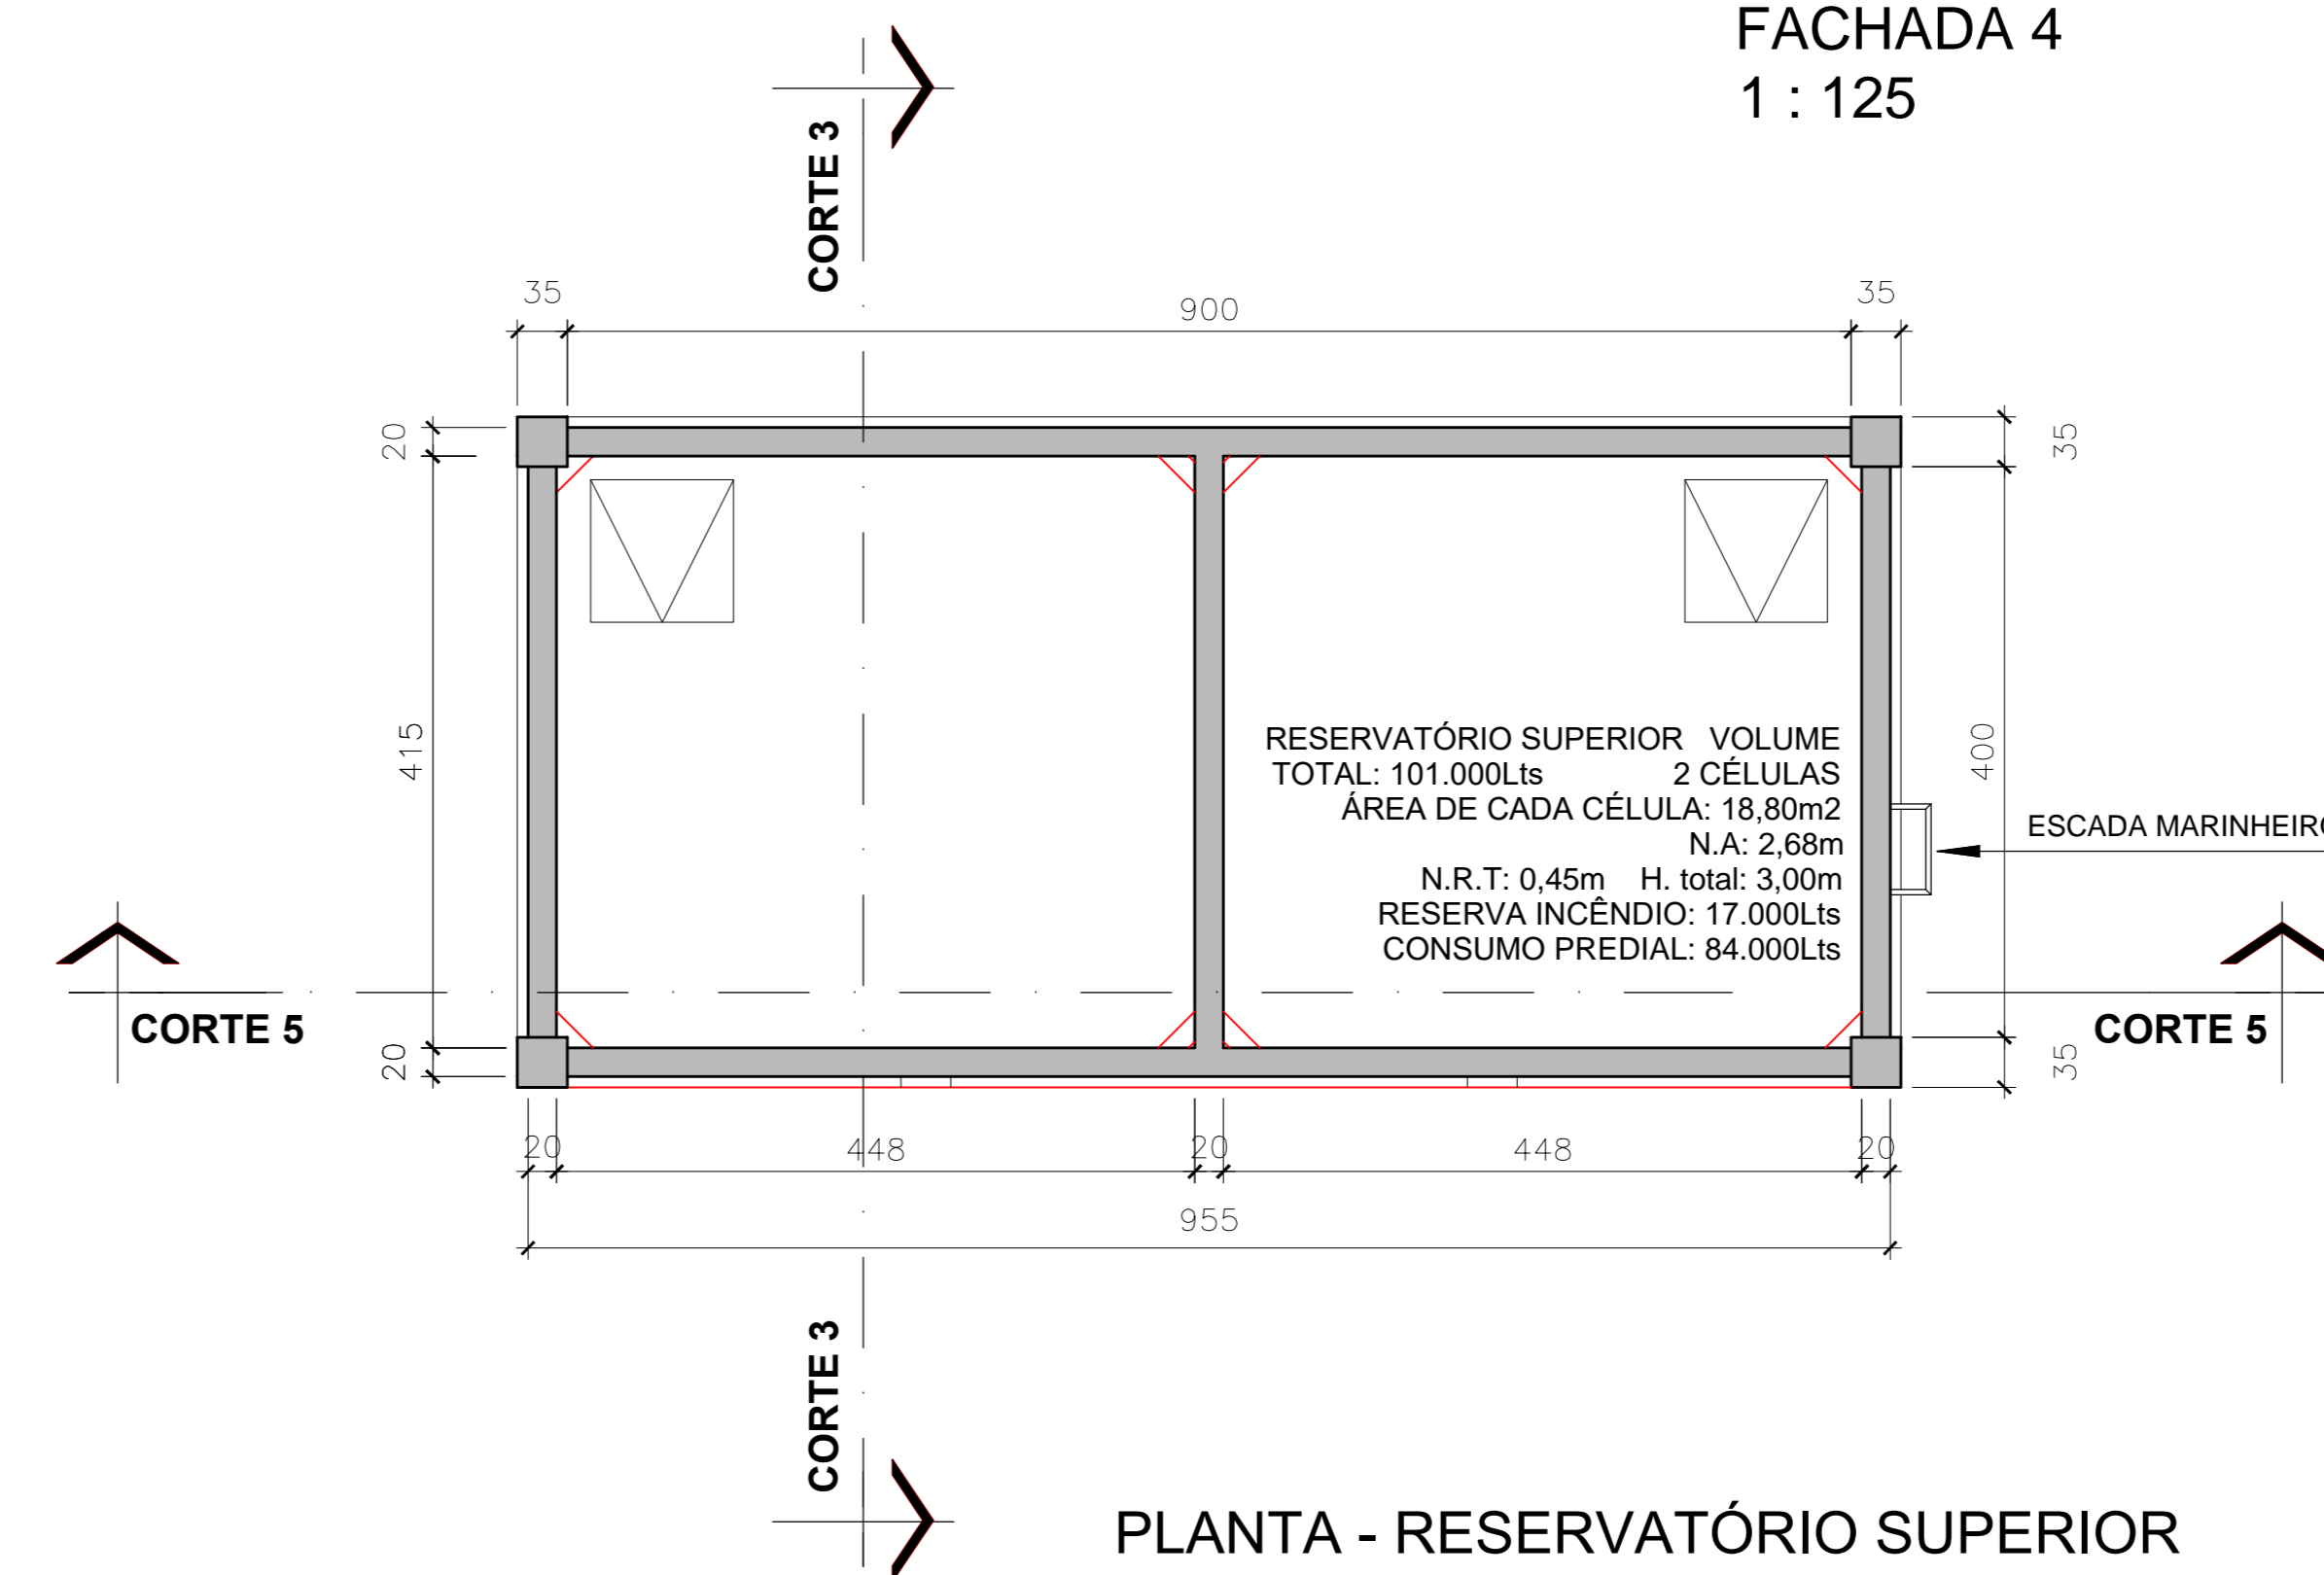 FACHADA 4
1 : 125
CORTE 3
35
900
35
20
35
415
400
RESERVATÓRIO SUPERIOR VOLUME
TOTAL: 101.000Lts 2 CÉLULAS
ÁREA DE CADA CÉLULA: 18,80m2
N.A: 2,68m
N.R.T: 0,45m H. total: 3,00m
RESERVA INCÊNDIO: 17.000Lts
CONSUMO PREDIAL: 84.000Lts
ESCADA MARINHEIRO
CORTE 5
CORTE 5
20
35
20
448
20
448
20
955
CORTE 3
PLANTA - RESERVATÓRIO SUPERIOR